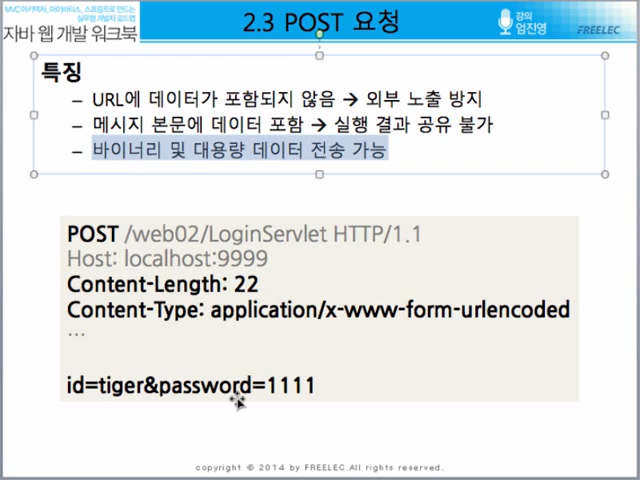 MVC 아키텍처, 마이바티스, 스프링으로 만드는
실무형 개발자 로드맵
자바 웹 개발 워크북
2.3 POST 요청
강의
엄진영
FREELEC
특징
– URL에 데이터가 포함되지 않음 → 외부 노출 방지
– 메시지 본문에 데이터 포함 → 실행 결과 공유 불가
– 바이너리 및 대용량 데이터 전송 가능
POST /web02/LoginServlet HTTP/1.1
Host: localhost:9999
Content-Length: 22
Content-Type: application/x-www-form-urlencoded
...
id=tiger&password=1111
copyright © 2014 by FREELEC.All rights reserved.